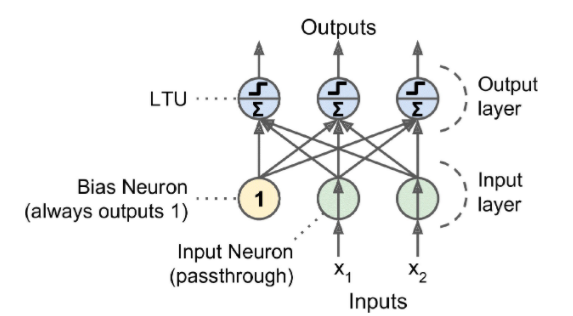 Outputs
LTU
Σ
Σ
Σ
Output
layer
Bias Neuron
(always outputs 1)
1
Input
layer
Input Neuron
(passthrough)
x1
x2
Inputs